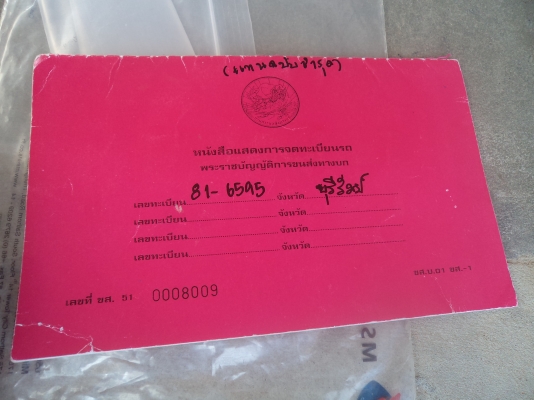 (แทนฉบับชำรุด)
หนังสือแสดงการจดทะเบียนรถ
พระราชบัญญัติการขนส่งทางบก
เลขทะเบียน 81-6595 จังหวัด บุรีรัมย์
เลขทะเบียน จังหวัด
เลขทะเบียน จังหวัด
เลขทะเบียน จังหวัด
เลขที่ ขส. 51 0008009
ขส.บ.01 ขส.-1